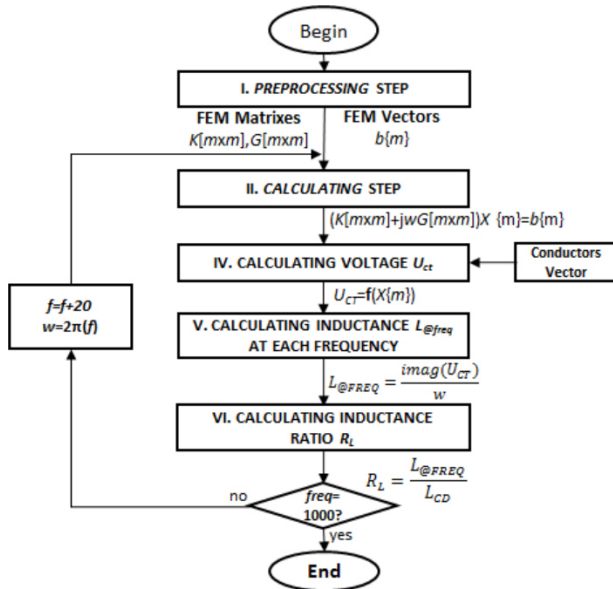 Begin
I. PREPROCESSING STEP
FEM Matrixes
K[mxm],G[mxm]
FEM Vectors
b{m}
II. CALCULATING STEP
(K[mxm]+jwG[mxm])X {m}=b{m}
IV. CALCULATING VOLTAGE Uct
Conductors
Vector
UCT=f(X{m})
f=f+20
w=2π(f)
V. CALCULATING INDUCTANCE L@freq
AT EACH FREQUENCY
L@FREQ = imag(UCT)/w
VI. CALCULATING INDUCTANCE
RATIO RL
RL = L@FREQ/LCD
no
freq=
1000?
yes
End